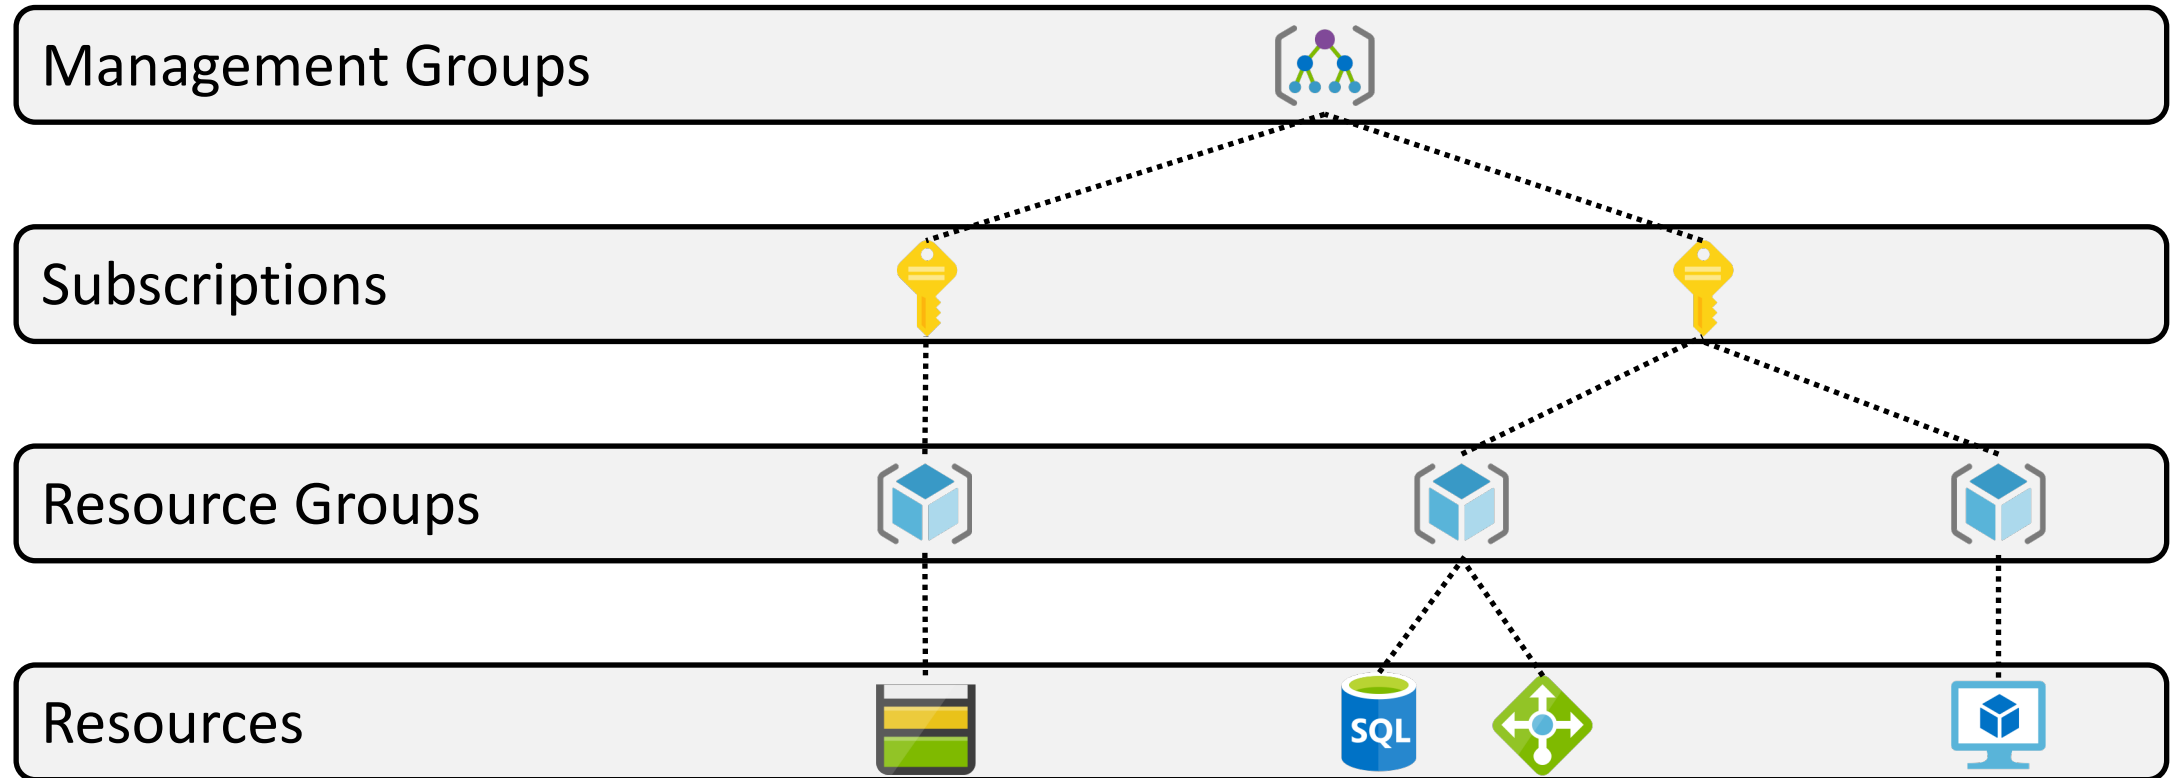 Management Groups
Subscriptions
Resource Groups
Resources
SQL